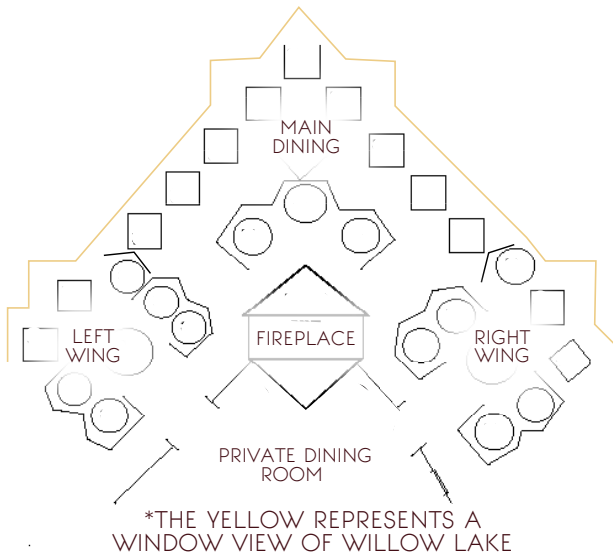 MAIN
DINING
LEFT
WING
FIREPLACE
RIGHT
WING
PRIVATE DINING
ROOM
*THE YELLOW REPRESENTS A
WINDOW VIEW OF WILLOW LAKE